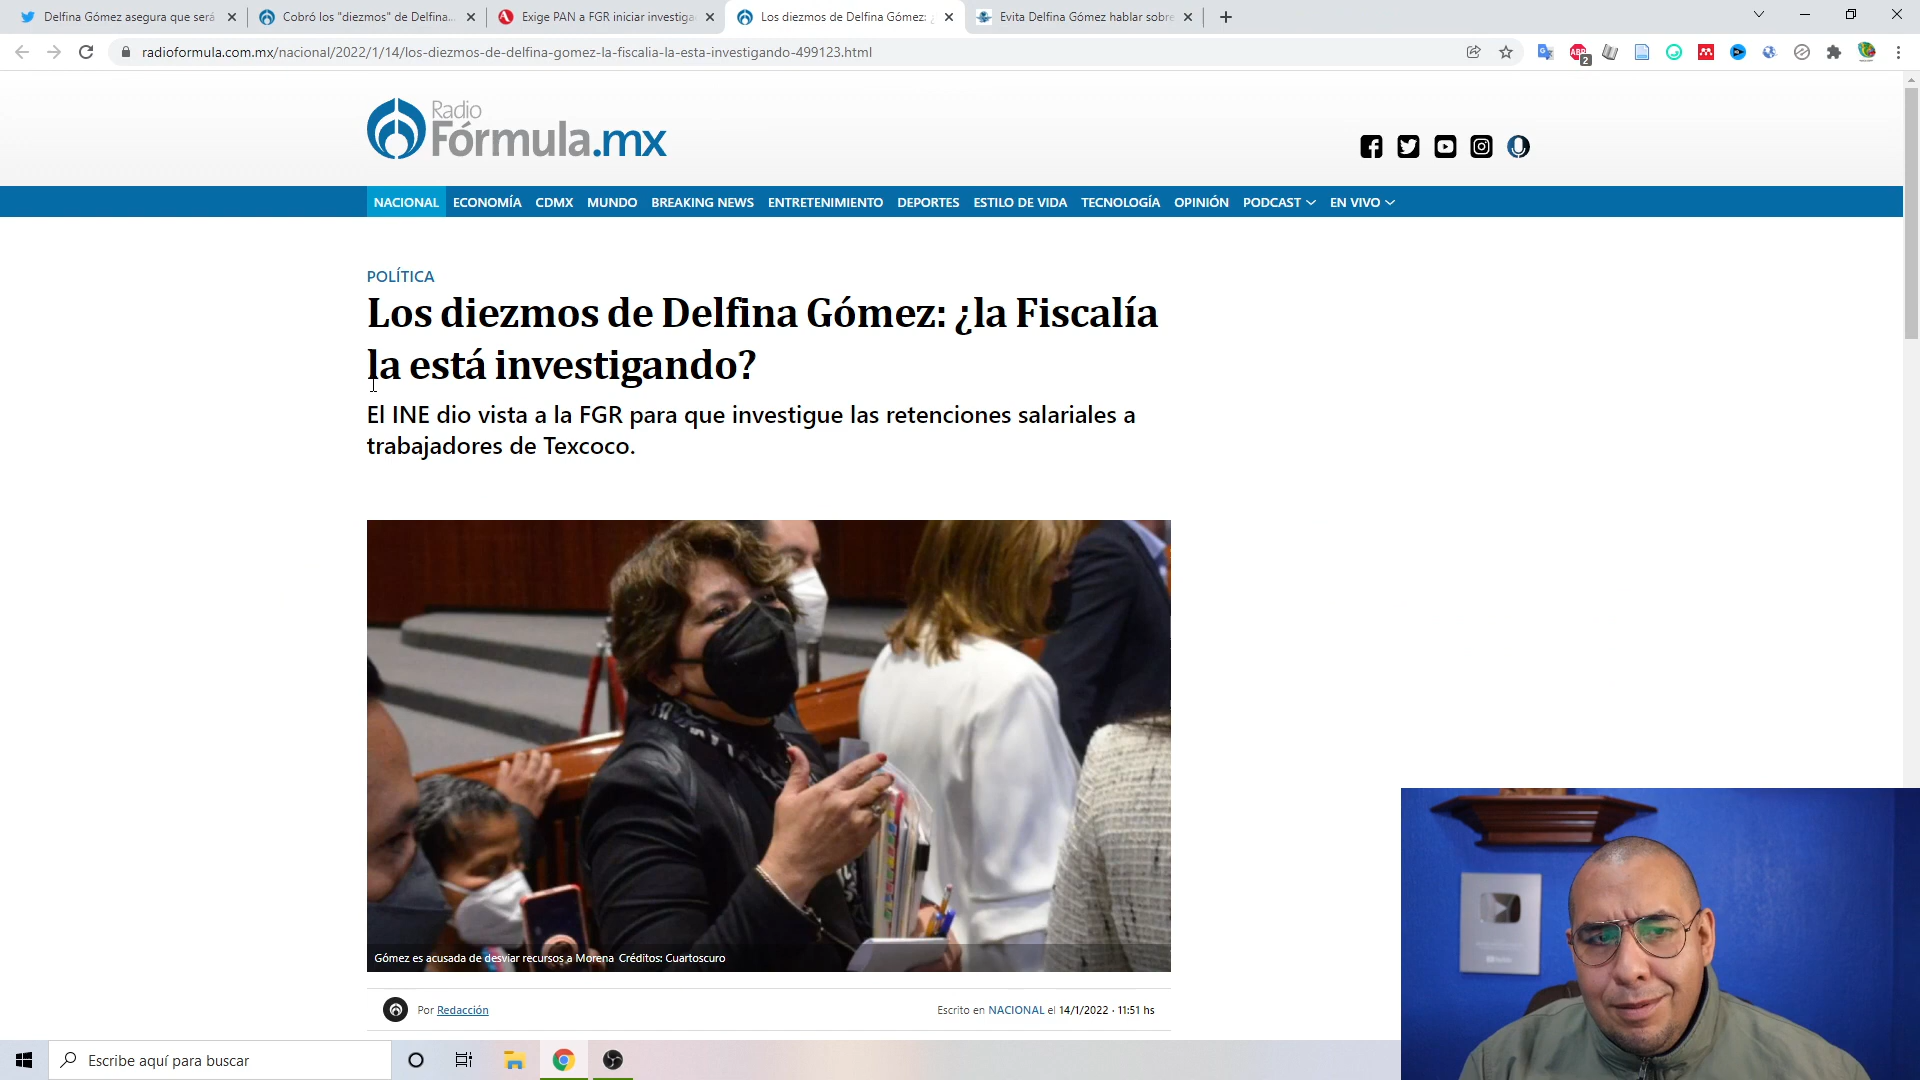 Delfina Gómez asegura que será
Cobró los "diezmos" de Delfina...
Exige PAN a FGR iniciar investiga
Los diezmos de Delfina Gómez: ¿
Evita Delfina Gómez hablar sobre
radioformula.com.mx/nacional/2022/1/14/los-diezmos-de-delfina-gomez-la-fiscalia-la-esta-investigando-499123.html
ABP
2
Radio
Fórmula.mx
NACIONAL ECONOMÍA CDMX MUNDO BREAKING NEWS ENTRETENIMIENTO DEPORTES ESTILO DE VIDA TECNOLOGÍA OPINIÓN PODCAST EN VIVO
POLÍTICA
Los diezmos de Delfina Gómez: ¿la Fiscalía
la está investigando?
El INE dio vista a la FGR para que investigue las retenciones salariales a
trabajadores de Texcoco.
Gómez es acusada de desviar recursos a Morena Créditos: Cuartoscuro
Por Redacción
Escrito en NACIONAL el 14/1/2022 · 11:51 hs
Escribe aquí para buscar